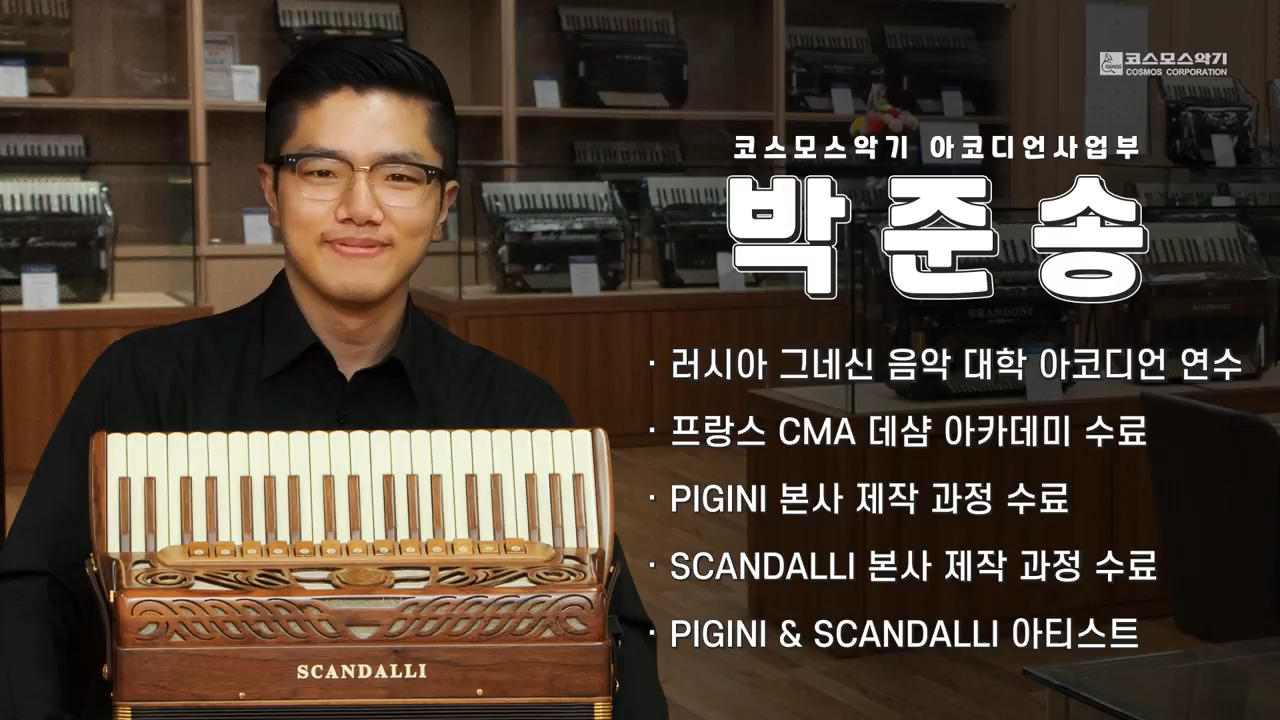 코스모스악기
COSMOS CORPORATION
코스모스악기 아코디언사업부
박준송
· 러시아 그네신 음악 대학 아코디언 연수
· 프랑스 CMA 데샴 아카데미 수료
· PIGINI 본사 제작 과정 수료
· SCANDALLI 본사 제작 과정 수료
· PIGINI & SCANDALLI 아티스트
BRANDONI
SCANDALLI
SCANDALLI